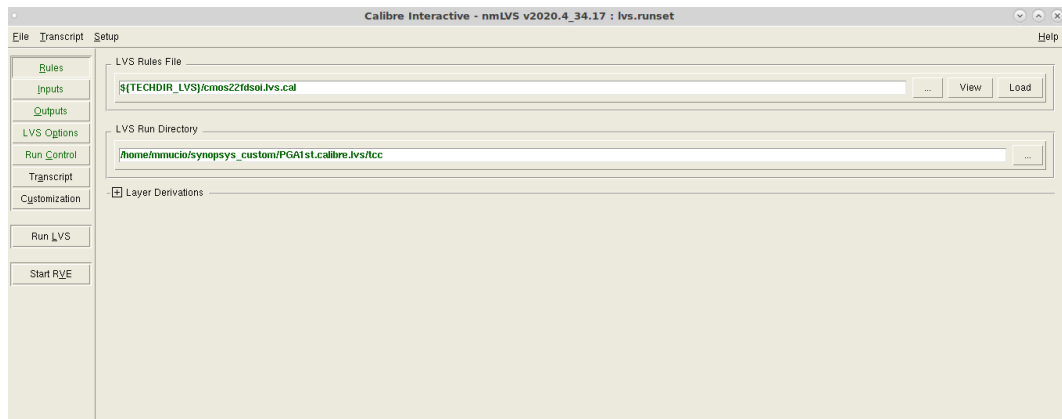 Calibre Interactive - nmLVS v2020.4_34.17 : lvs.runset
File Transcript Setup Help
Rules
Inputs
Outputs
LVS Options
Run Control
Transcript
Customization
Run LVS
Start RVE
LVS Rules File
${TECHDIR_LVS}/cmos22fdsoi.lvs.cal ... View Load
LVS Run Directory
/home/mmucio/synopsys_custom/PGA1st.calibre.lvs/tcc ...
Layer Derivations